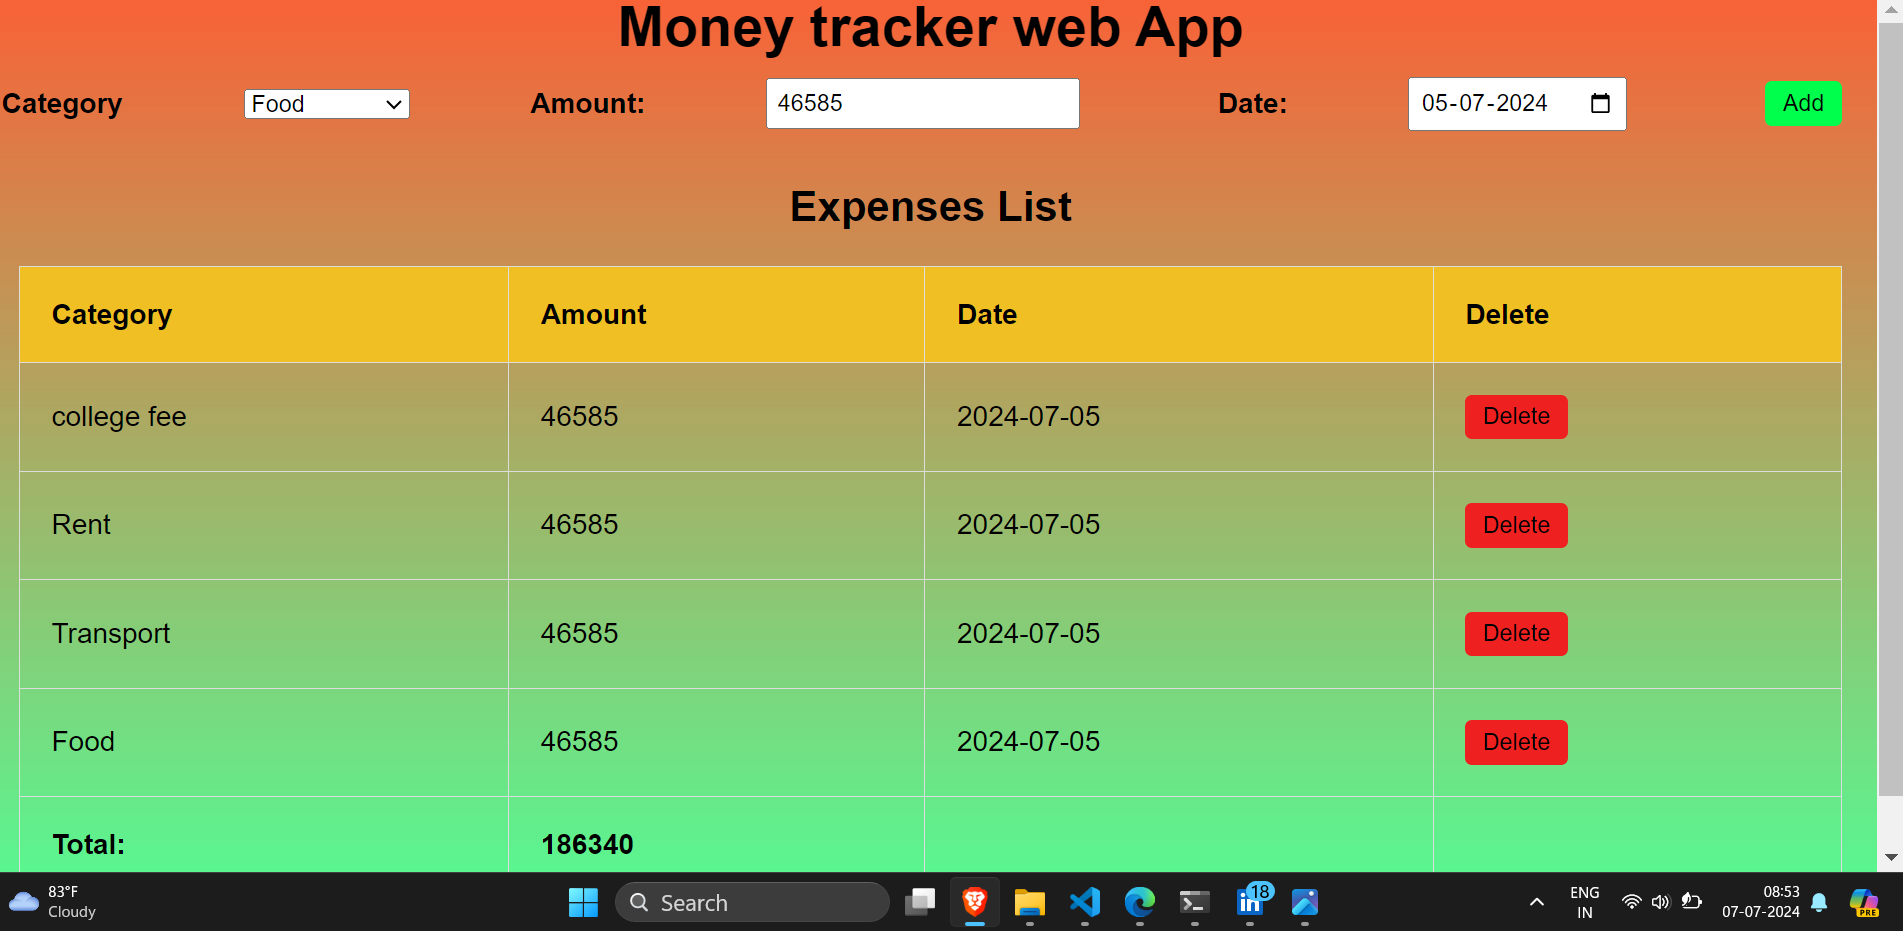 Money tracker web App
Category Food Amount: 46585 Date: 05-07-2024 Add
Expenses List
Category Amount Date Delete
college fee 46585 2024-07-05 Delete
Rent 46585 2024-07-05 Delete
Transport 46585 2024-07-05 Delete
Food 46585 2024-07-05 Delete
Total: 186340
83°F
Cloudy
Search
18
in
ENG
IN
08:53
07-07-2024
PRE